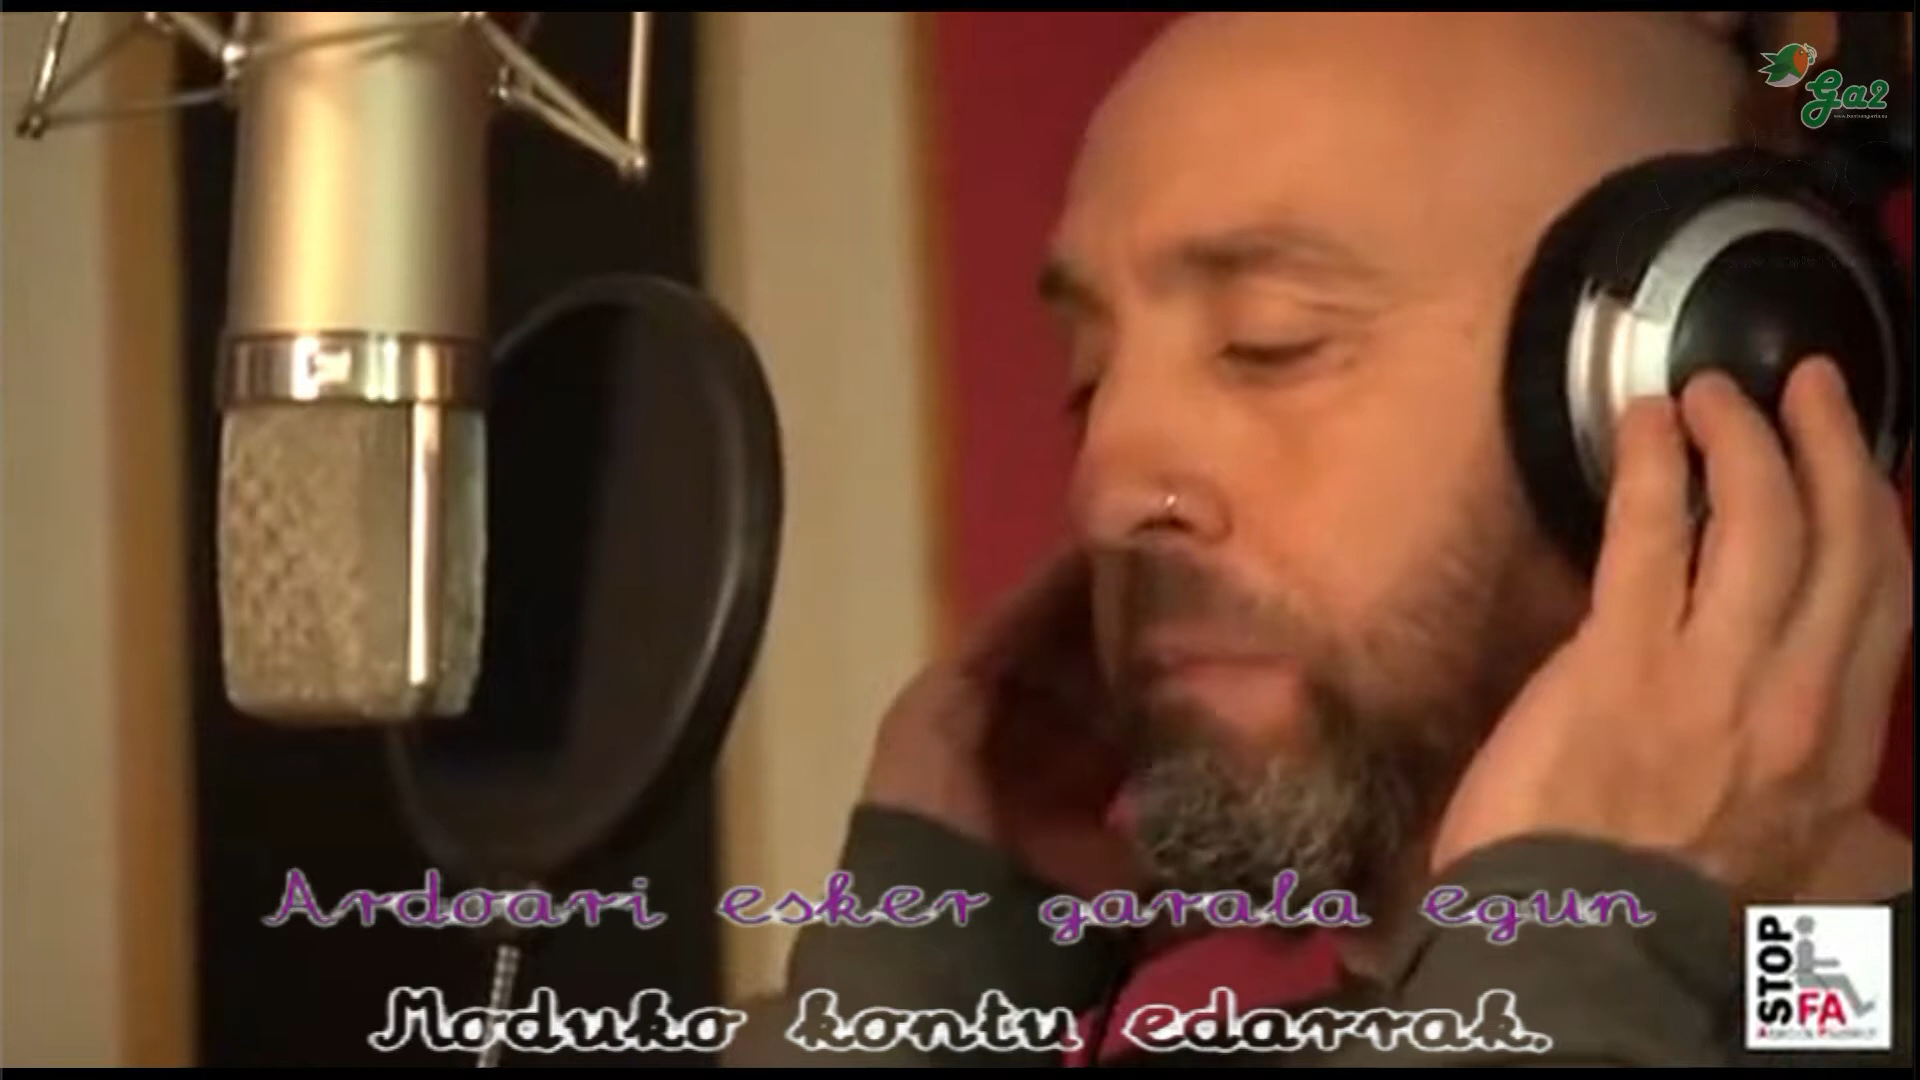 Ga2
Ardoari esker garala egun
Moduko kontu edarrak.
STOP
FA